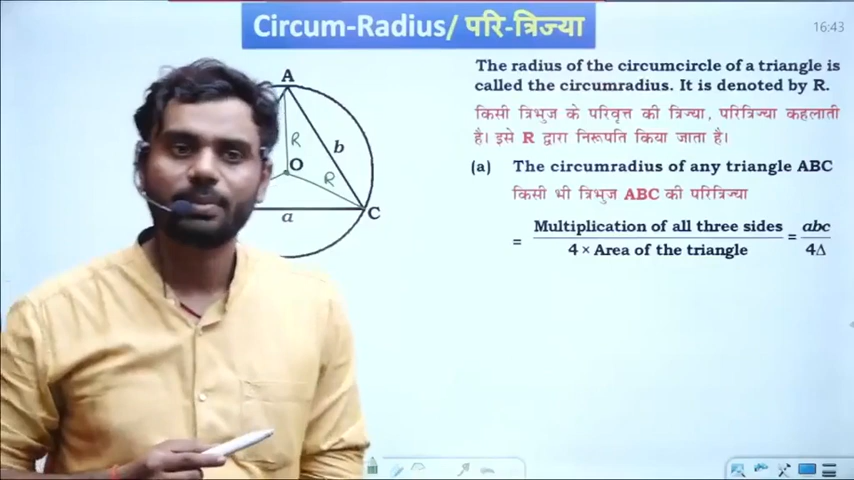 Circum-Radius/ परि-त्रिज्या
16:43
The radius of the circumcircle of a triangle is
called the circumradius. It is denoted by R.
किसी त्रिभुज के परिवृत्त की त्रिज्या, परित्रिज्या कहलाती
है। इसे R द्वारा निरूपति किया जाता है।
(a) The circumradius of any triangle ABC
किसी भी त्रिभुज ABC की परित्रिज्या
= Multiplication of all three sides / 4 × Area of the triangle = abc / 4Δ
A
R
b
O
R
a
C